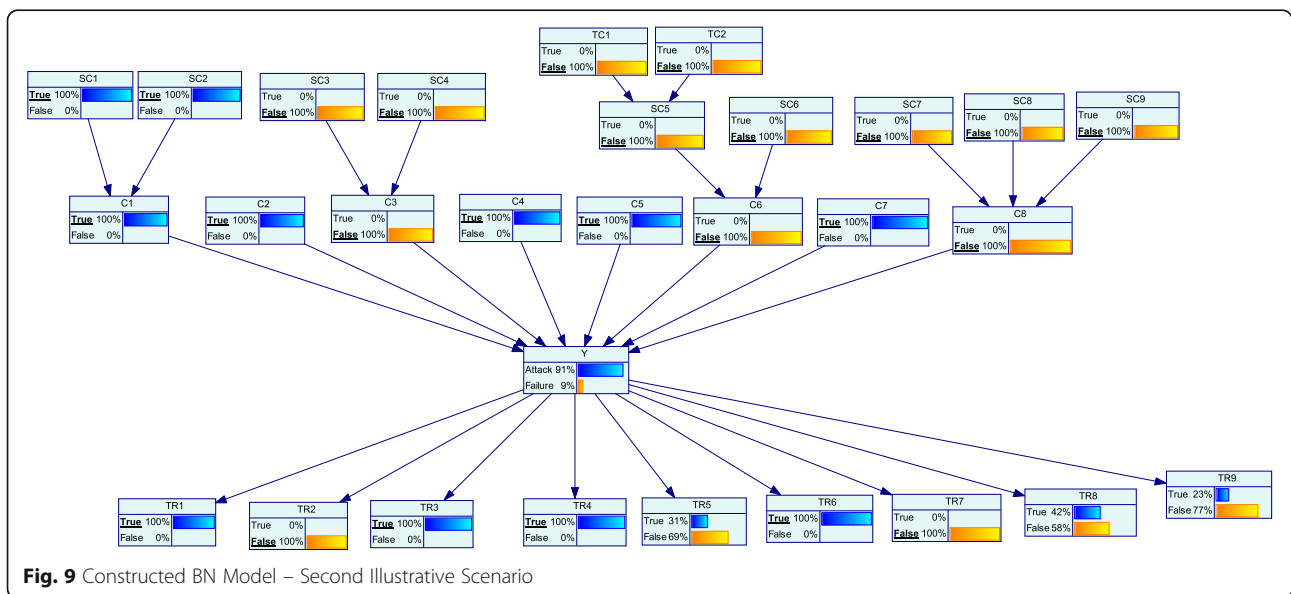 TC1
True 0%
False 100%
TC2
True 0%
False 100%
SC1
True 100%
False 0%
SC2
True 100%
False 0%
SC3
True 0%
False 100%
SC4
True 0%
False 100%
SC5
True 0%
False 100%
SC6
True 0%
False 100%
SC7
True 0%
False 100%
SC8
True 0%
False 100%
SC9
True 0%
False 100%
C1
True 100%
False 0%
C2
True 100%
False 0%
C3
True 0%
False 100%
C4
True 100%
False 0%
C5
True 100%
False 0%
C6
True 0%
False 100%
C7
True 100%
False 0%
C8
True 0%
False 100%
Y
Attack 91%
Failure 9%
TR1
True 100%
False 0%
TR2
True 0%
False 100%
TR3
True 100%
False 0%
TR4
True 100%
False 0%
TR5
True 31%
False 69%
TR6
True 100%
False 0%
TR7
True 0%
False 100%
TR8
True 42%
False 58%
TR9
True 23%
False 77%
Fig. 9 Constructed BN Model – Second Illustrative Scenario